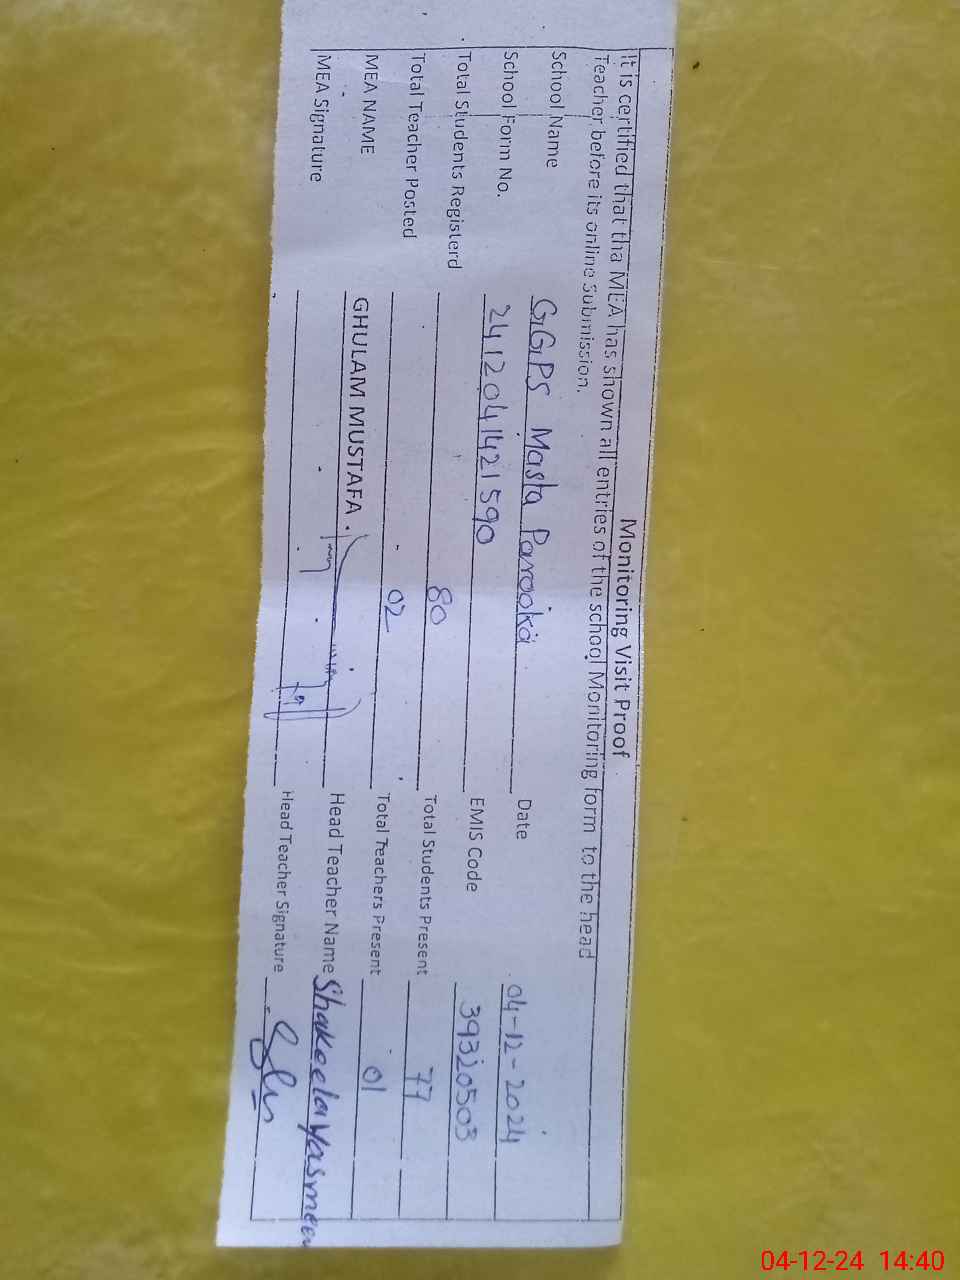 Monitoring Visit Proof
It is certified that tha MEA has shown all entries of the school Monitoring form to the head
Teacher before its online Submission.
School Name GGPS Masta Parooka Date 04-12-2024
School Form No. 241204421590 EMIS Code 39320503
Total Students Registerd 80 Total Students Present 77
Total Teacher Posted 02 Total Teachers Present 01
MEA NAME GHULAM MUSTAFA. Head Teacher Name Shakeela Yasmeen
MEA Signature Head Teacher Signature
04-12-24 14:40